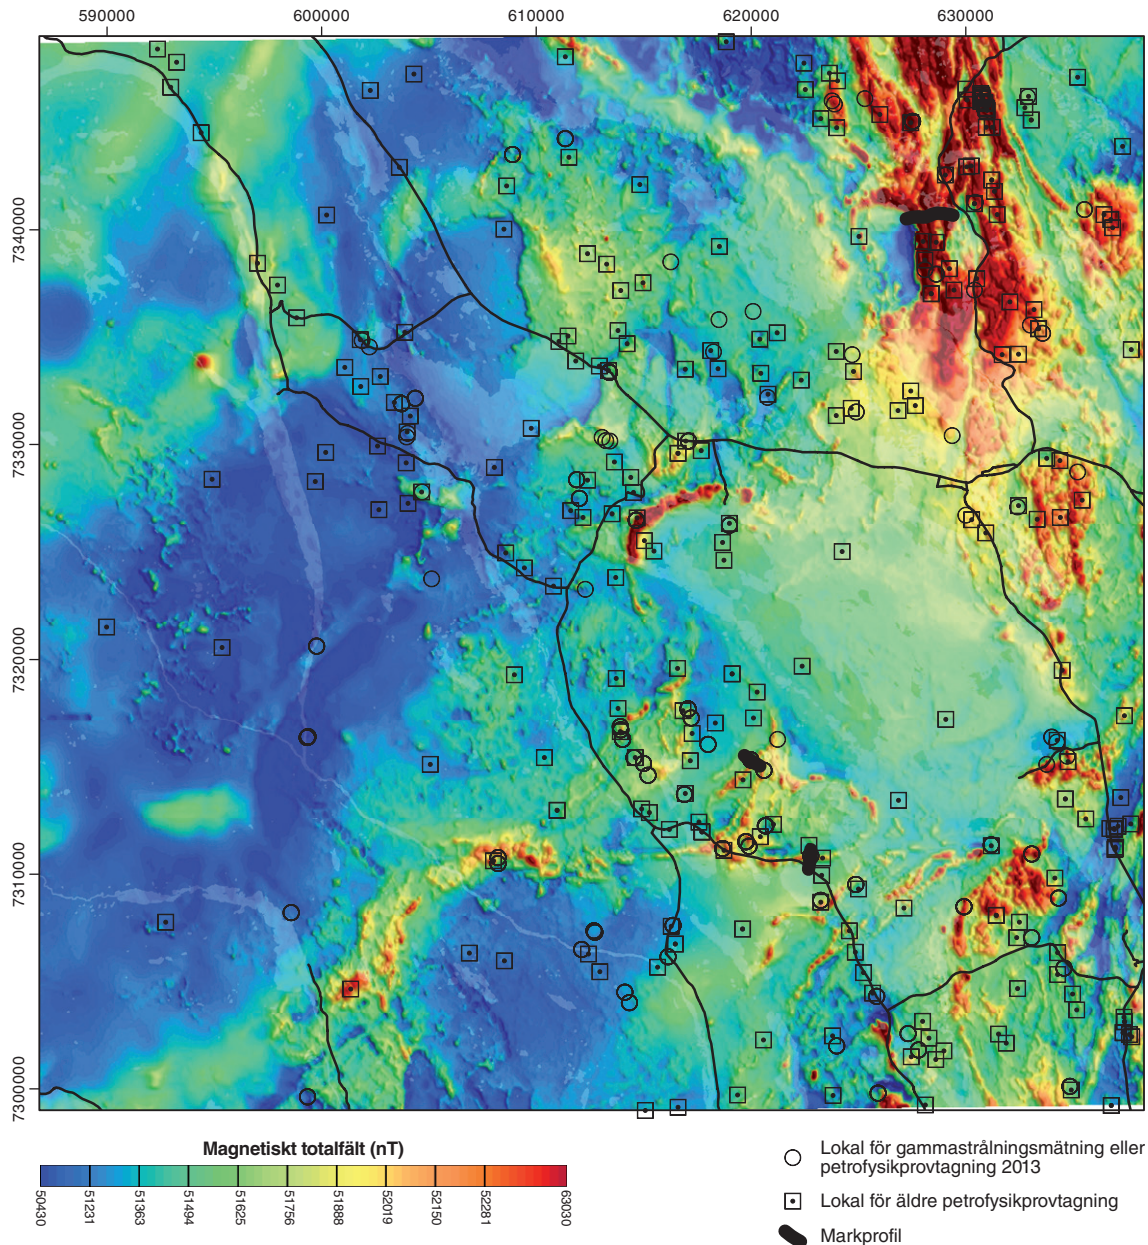 590000 600000 610000 620000 630000
7340000
7330000
7320000
7310000
7300000
Magnetiskt totalfält (nT)
50430 51231 51363 51494 51625 51756 51888 52019 52150 52281 63030
Lokal för gammastrålningsmätning eller
petrofysikprovtagning 2013
Lokal för äldre petrofysikprovtagning
Markprofil